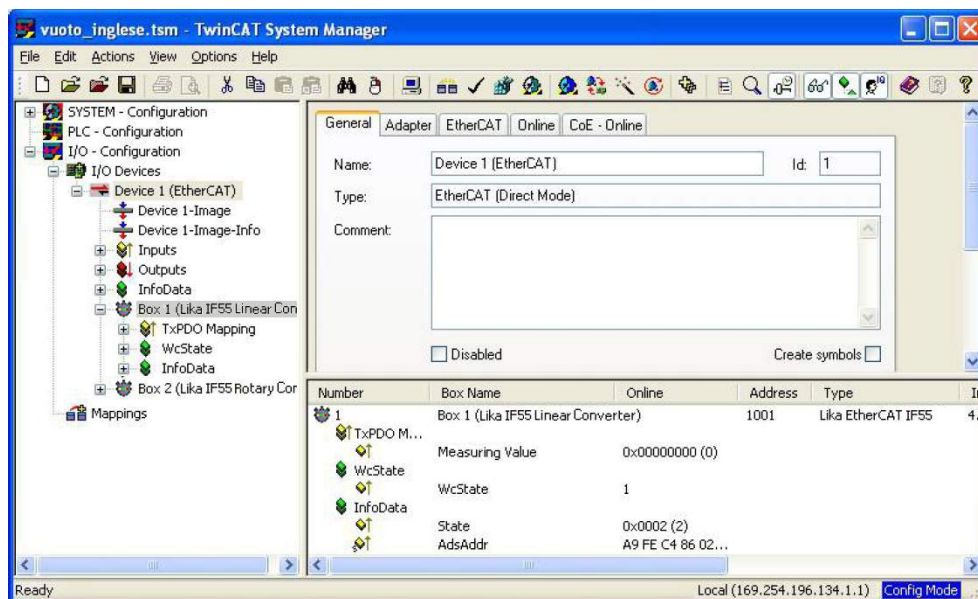 vuoto_inglese.tsm - TwinCAT System Manager
File Edit Actions View Options Help
SYSTEM - Configuration
PLC - Configuration
I/O - Configuration
I/O Devices
Device 1 (EtherCAT)
Device 1-Image
Device 1-Image-Info
Inputs
Outputs
InfoData
Box 1 (Lika IF55 Linear Con
TxPDO Mapping
WcState
InfoData
Box 2 (Lika IF55 Rotary Cor
Mappings
General Adapter EtherCAT Online CoE - Online
Name: Device 1 (EtherCAT) Id: 1
Type: EtherCAT (Direct Mode)
Comment:
Disabled Create symbols
Number Box Name Online Address Type
1 Box 1 (Lika IF55 Linear Converter) 1001 Lika EtherCAT IF55 4.
TxPDO M...
Measuring Value 0x00000000 (0)
WcState
WcState 1
InfoData
State 0x0002 (2)
AdsAddr A9 FE C4 86 02...
Ready Local (169.254.196.134.1.1) Config Mode